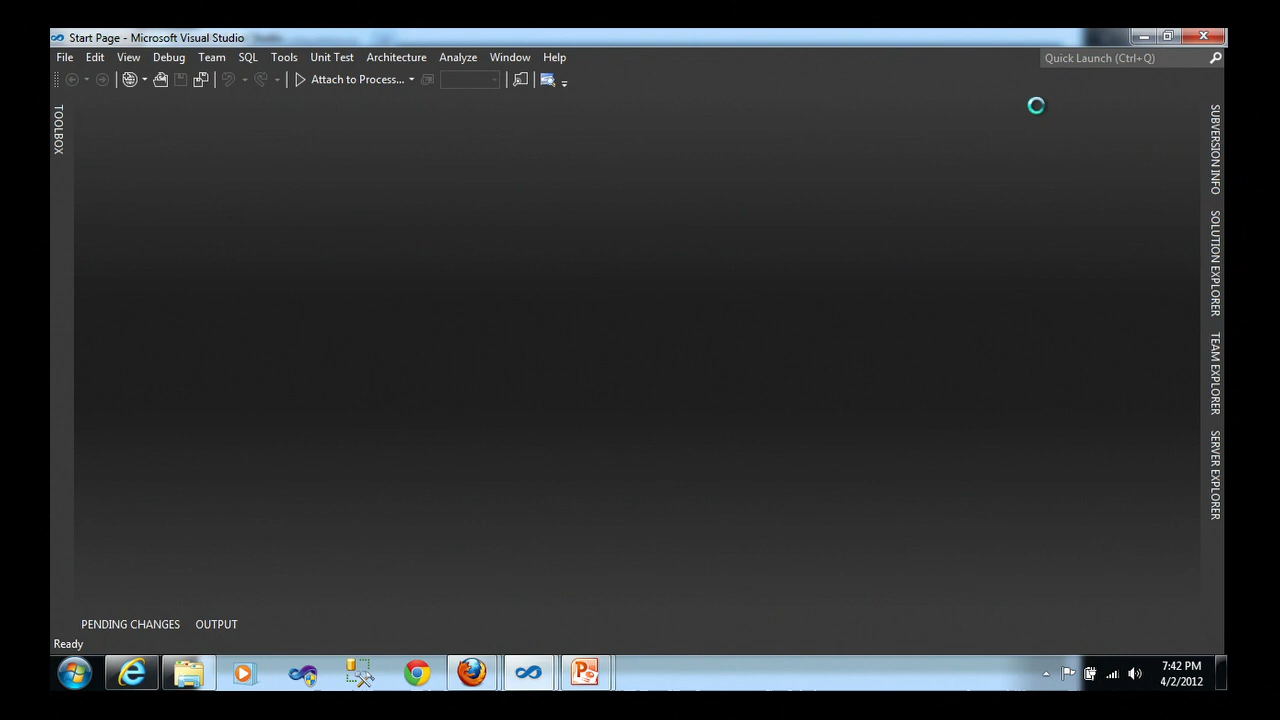 Start Page - Microsoft Visual Studio
File Edit View Debug Team SQL Tools Unit Test Architecture Analyze Window Help
Quick Launch (Ctrl+Q)
Attach to Process...
TOOLBOX
SUBVERSION INFO
SOLUTION EXPLORER
TEAM EXPLORER
SERVER EXPLORER
PENDING CHANGES OUTPUT
Ready
7:42 PM
4/2/2012